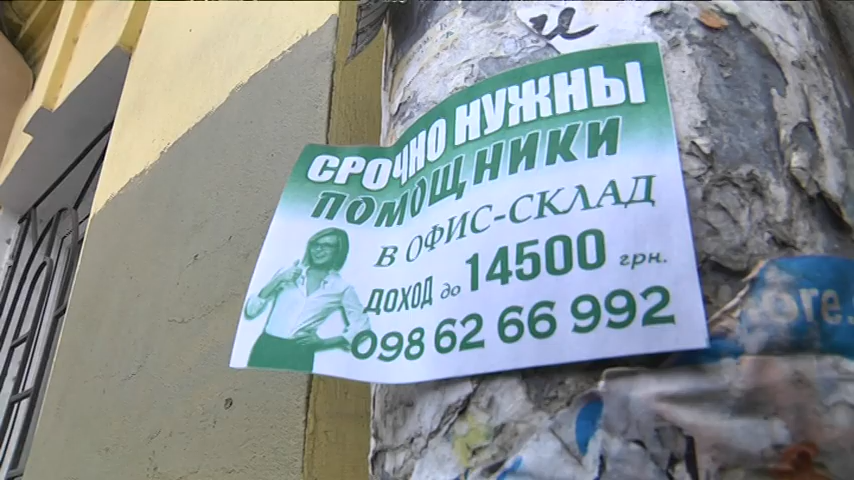 и
СРОЧНО НУЖНЫ
ПОМОЩНИКИ
В ОФИС-СКЛАД
ДОХОД до 14500 грн.
098 62 66 992